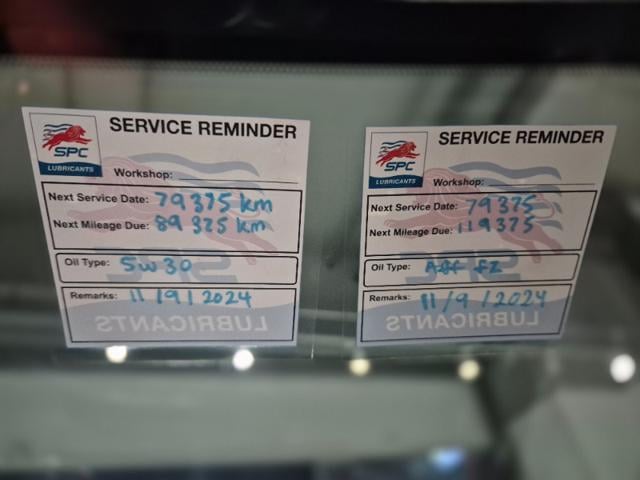 SPC
LUBRICANTS
SERVICE REMINDER
Workshop:
Next Service Date: 79375 km
Next Mileage Due: 89375 km
Oil Type: 5W30
Remarks: 11/9/2024
LUBRICANTS
SPC
LUBRICANTS
SERVICE REMINDER
Workshop:
Next Service Date: 79375
Next Mileage Due: 119375
Oil Type: FZ
Remarks: 11/9/2024
LUBRICANTS